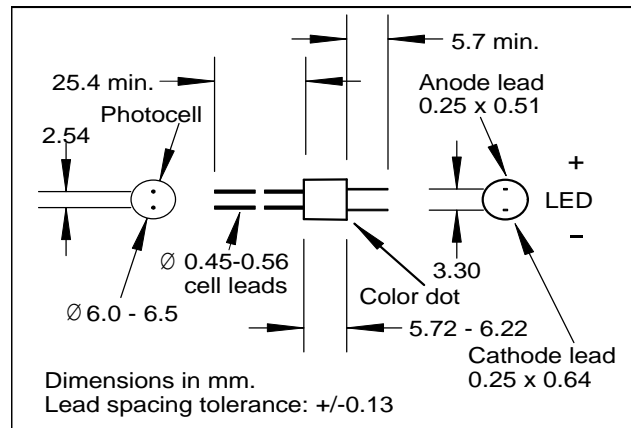 5.7 min.
25.4 min.
Anode lead
0.25 x 0.51
Photocell
2.54
+
LED
–
Ø 0.45-0.56
cell leads
3.30
Color dot
Ø 6.0 - 6.5
5.72 - 6.22
Cathode lead
0.25 x 0.64
Dimensions in mm.
Lead spacing tolerance: +/-0.13